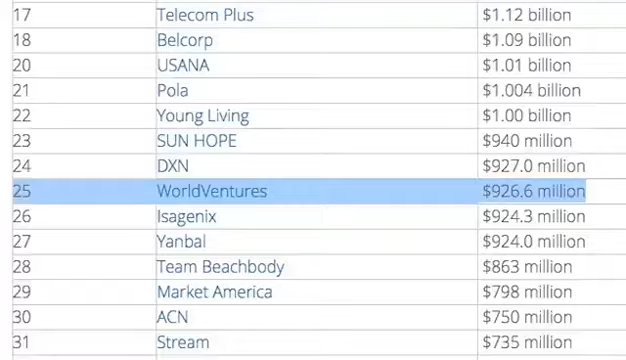 17 Telecom Plus $1.12 billion
18 Belcorp $1.09 billion
20 USANA $1.01 billion
21 Pola $1.004 billion
22 Young Living $1.00 billion
23 SUN HOPE $940 million
24 DXN $927.0 million
25 WorldVentures $926.6 million
26 Isagenix $924.3 million
27 Yanbal $924.0 million
28 Team Beachbody $863 million
29 Market America $798 million
30 ACN $750 million
31 Stream $735 million